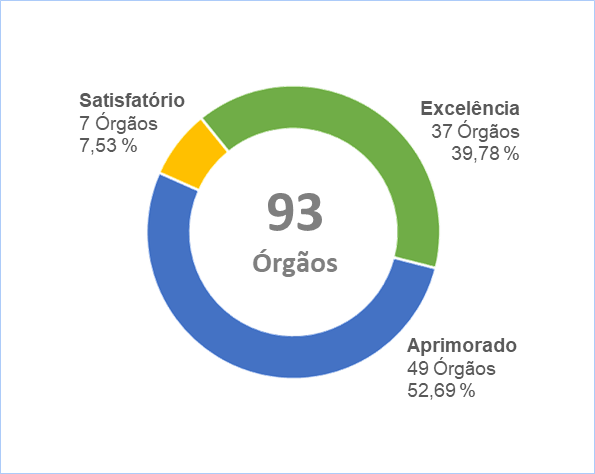 Satisfatório
7 Órgãos
7,53 %
Excelência
37 Órgãos
39,78 %
93
Órgãos
Aprimorado
49 Órgãos
52,69 %